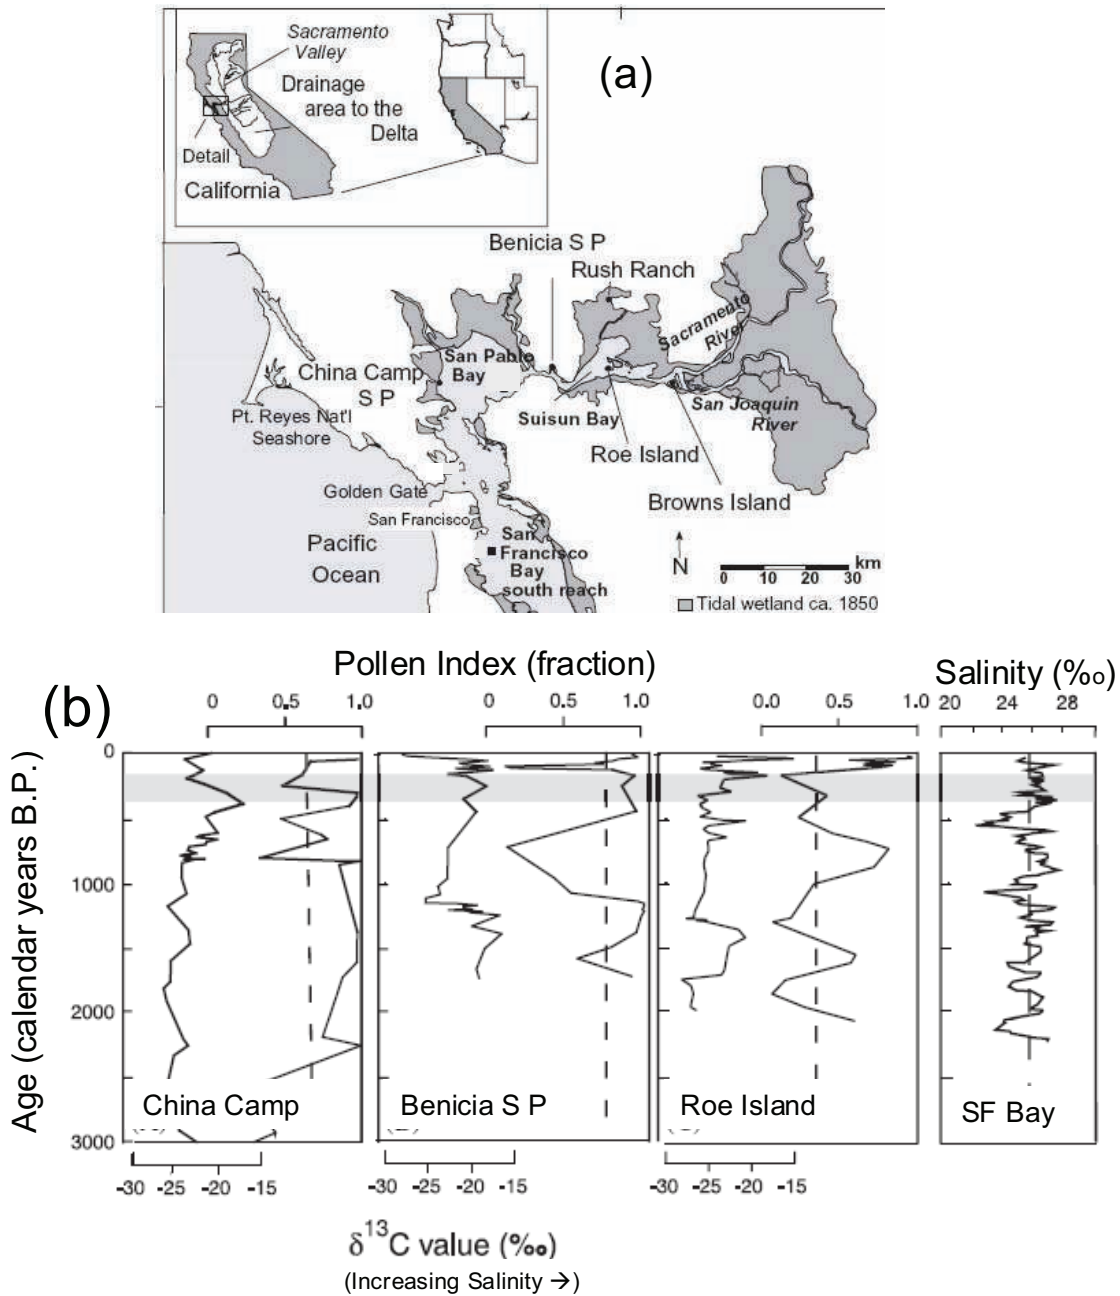 Sacramento
Valley
(a)
Drainage
area to the
Delta
Detail
California
Benicia S P
Rush Ranch
Sacramento
River
San Pablo
Bay
China Camp
S P
Pt. Reyes Nat'l
Seashore
Suisun Bay
San Joaquin
River
Roe Island
Browns Island
Golden Gate
San Francisco
San
Francisco
Bay
south reach
Pacific
Ocean
N
km
0 10 20 30
Tidal wetland ca. 1850
Pollen Index (fraction)
Salinity (‰)
(b)
0 0.5 1.0 0 0.5 1.0 0.0 0.5 1.0 20 24 28
Age (calendar years B.P.)
0
1000
2000
3000
China Camp
Benicia S P
Roe Island
SF Bay
-30 -25 -20 -15 -30 -25 -20 -15 -30 -25 -20 -15
δ¹³C value (‰)
(Increasing Salinity →)